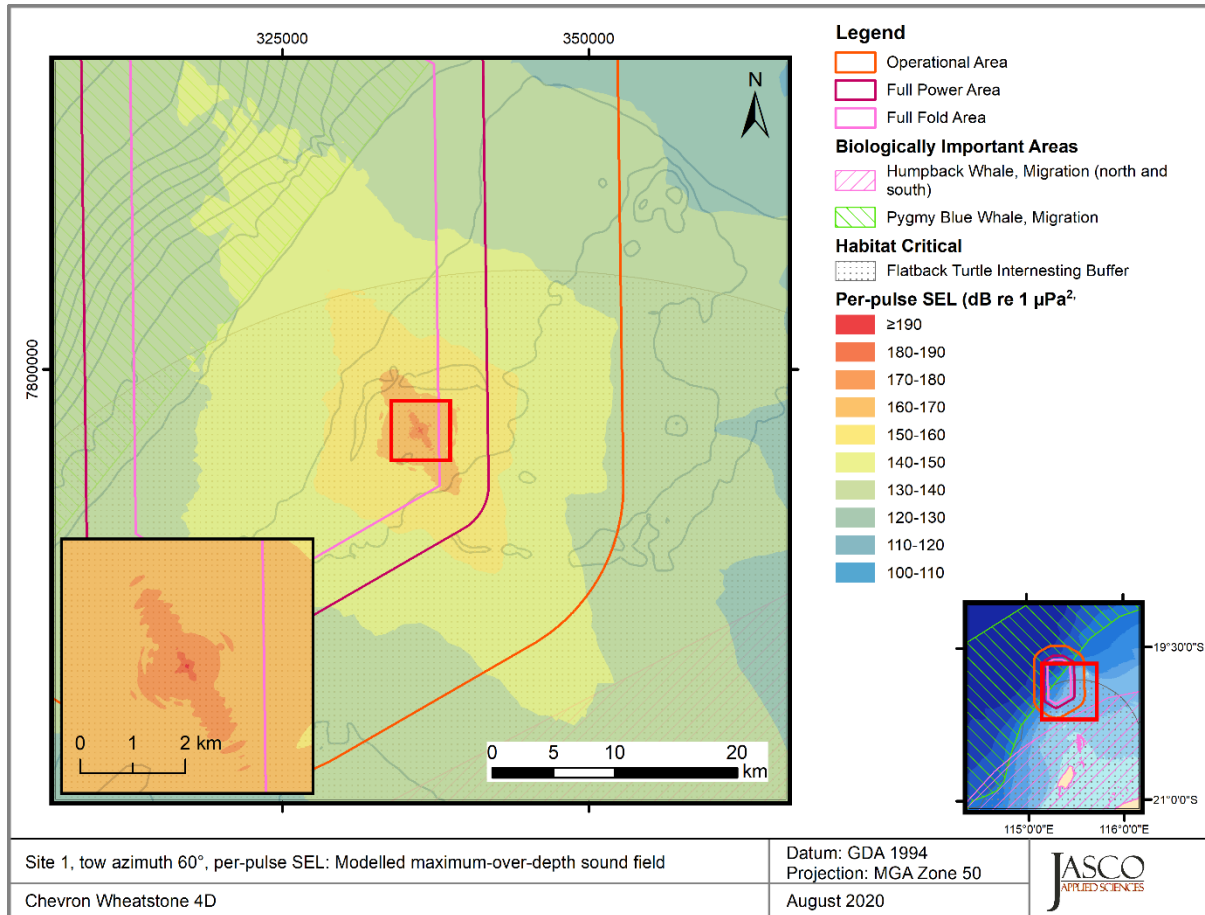 325000
350000
7800000
N
0 1 2 km
0 5 10 20
km
Legend
Operational Area
Full Power Area
Full Fold Area
Biologically Important Areas
Humpback Whale, Migration (north and
south)
Pygmy Blue Whale, Migration
Habitat Critical
Flatback Turtle Internesting Buffer
Per-pulse SEL (dB re 1 µPa²·
≥190
180-190
170-180
160-170
150-160
140-150
130-140
120-130
110-120
100-110
19°30'0"S
21°0'0"S
115°0'0"E 116°0'0"E
Site 1, tow azimuth 60°, per-pulse SEL: Modelled maximum-over-depth sound field
Chevron Wheatstone 4D
Datum: GDA 1994
Projection: MGA Zone 50
August 2020
JASCO
APPLIED SCIENCES